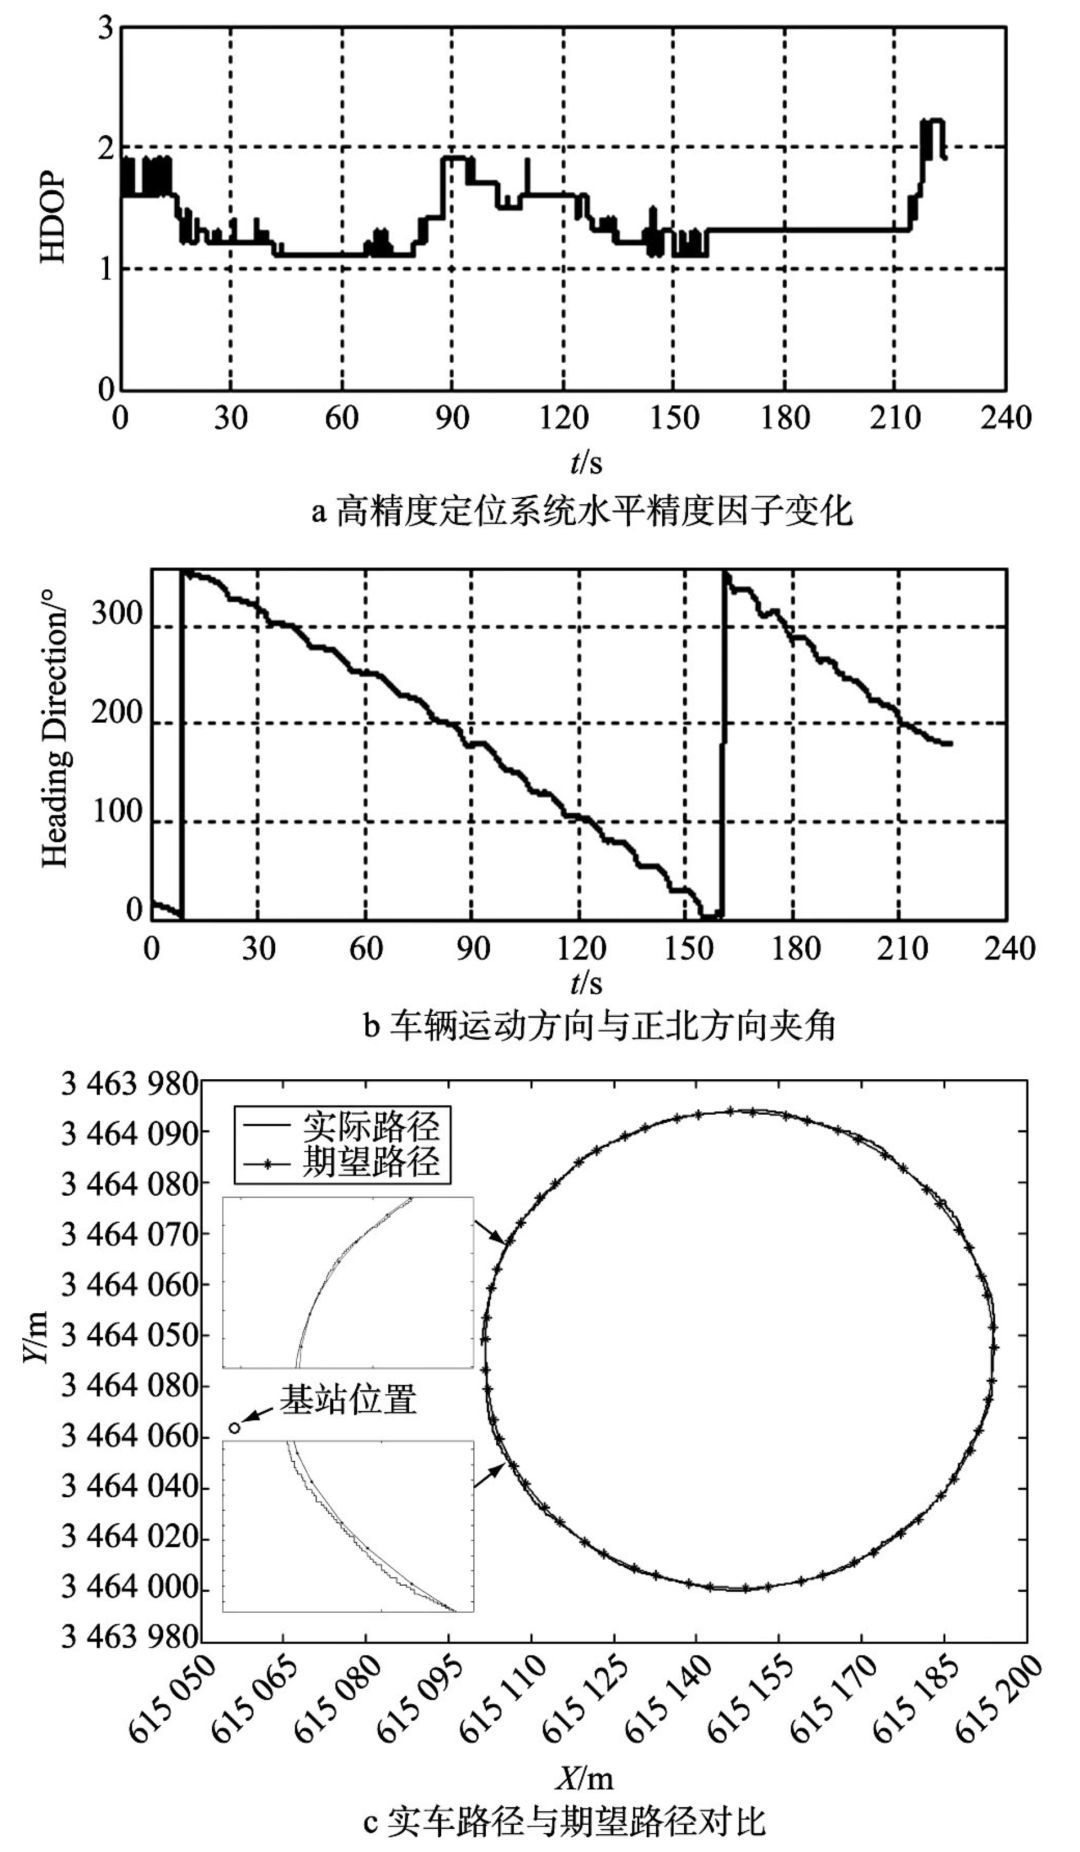 3
2
1
0
HDOP
0 30 60 90 120 150 180 210 240
t/s
a 高精度定位系统水平精度因子变化
300
200
100
0
Heading Direction/°
0 30 60 90 120 150 180 210 240
t/s
b 车辆运动方向与正北方向夹角
3 463 980
3 464 090
3 464 080
3 464 070
3 464 060
3 464 050
3 464 080
3 464 060
3 464 040
3 464 020
3 464 000
3 463 980
Y/m
实际路径
期望路径
基站位置
615 050 615 065 615 080 615 095 615 110 615 125 615 140 615 155 615 170 615 185 615 200
X/m
c 实车路径与期望路径对比